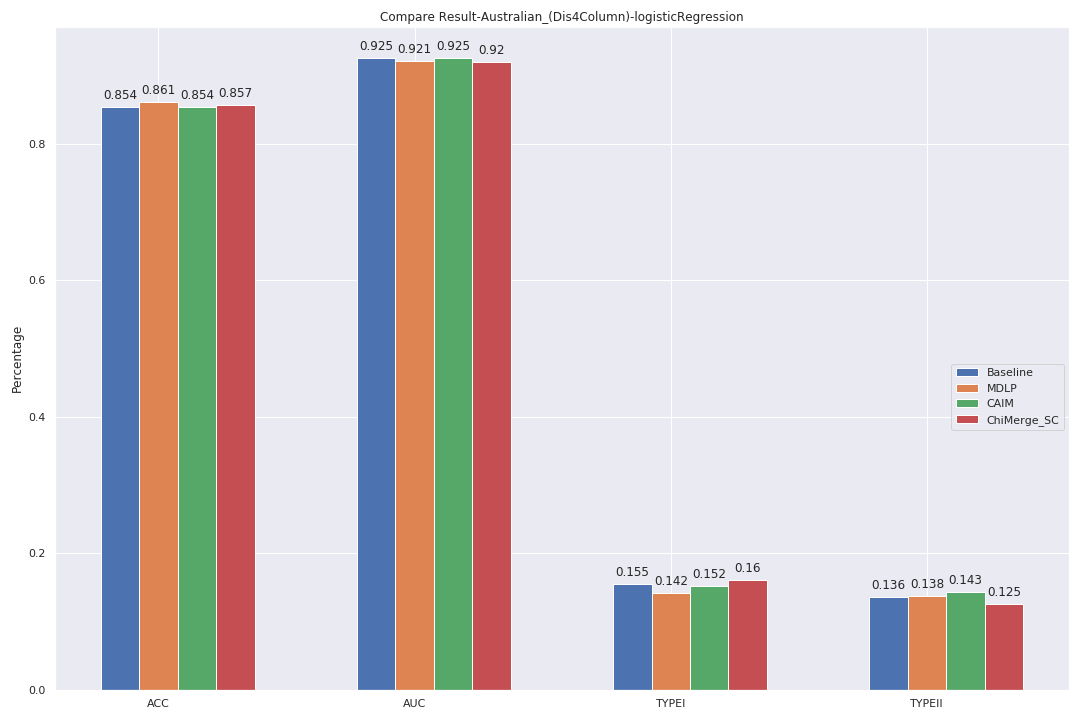 Compare Result-Australian_(Dis4Column)-logisticRegression
0.925 0.921 0.925 0.92
0.854 0.861 0.854 0.857
0.8
0.6
Percentage
Baseline
MDLP
CAIM
ChiMerge_SC
0.4
0.2
0.155 0.142 0.152 0.16
0.136 0.138 0.143 0.125
0.0
ACC AUC TYPEI TYPEII